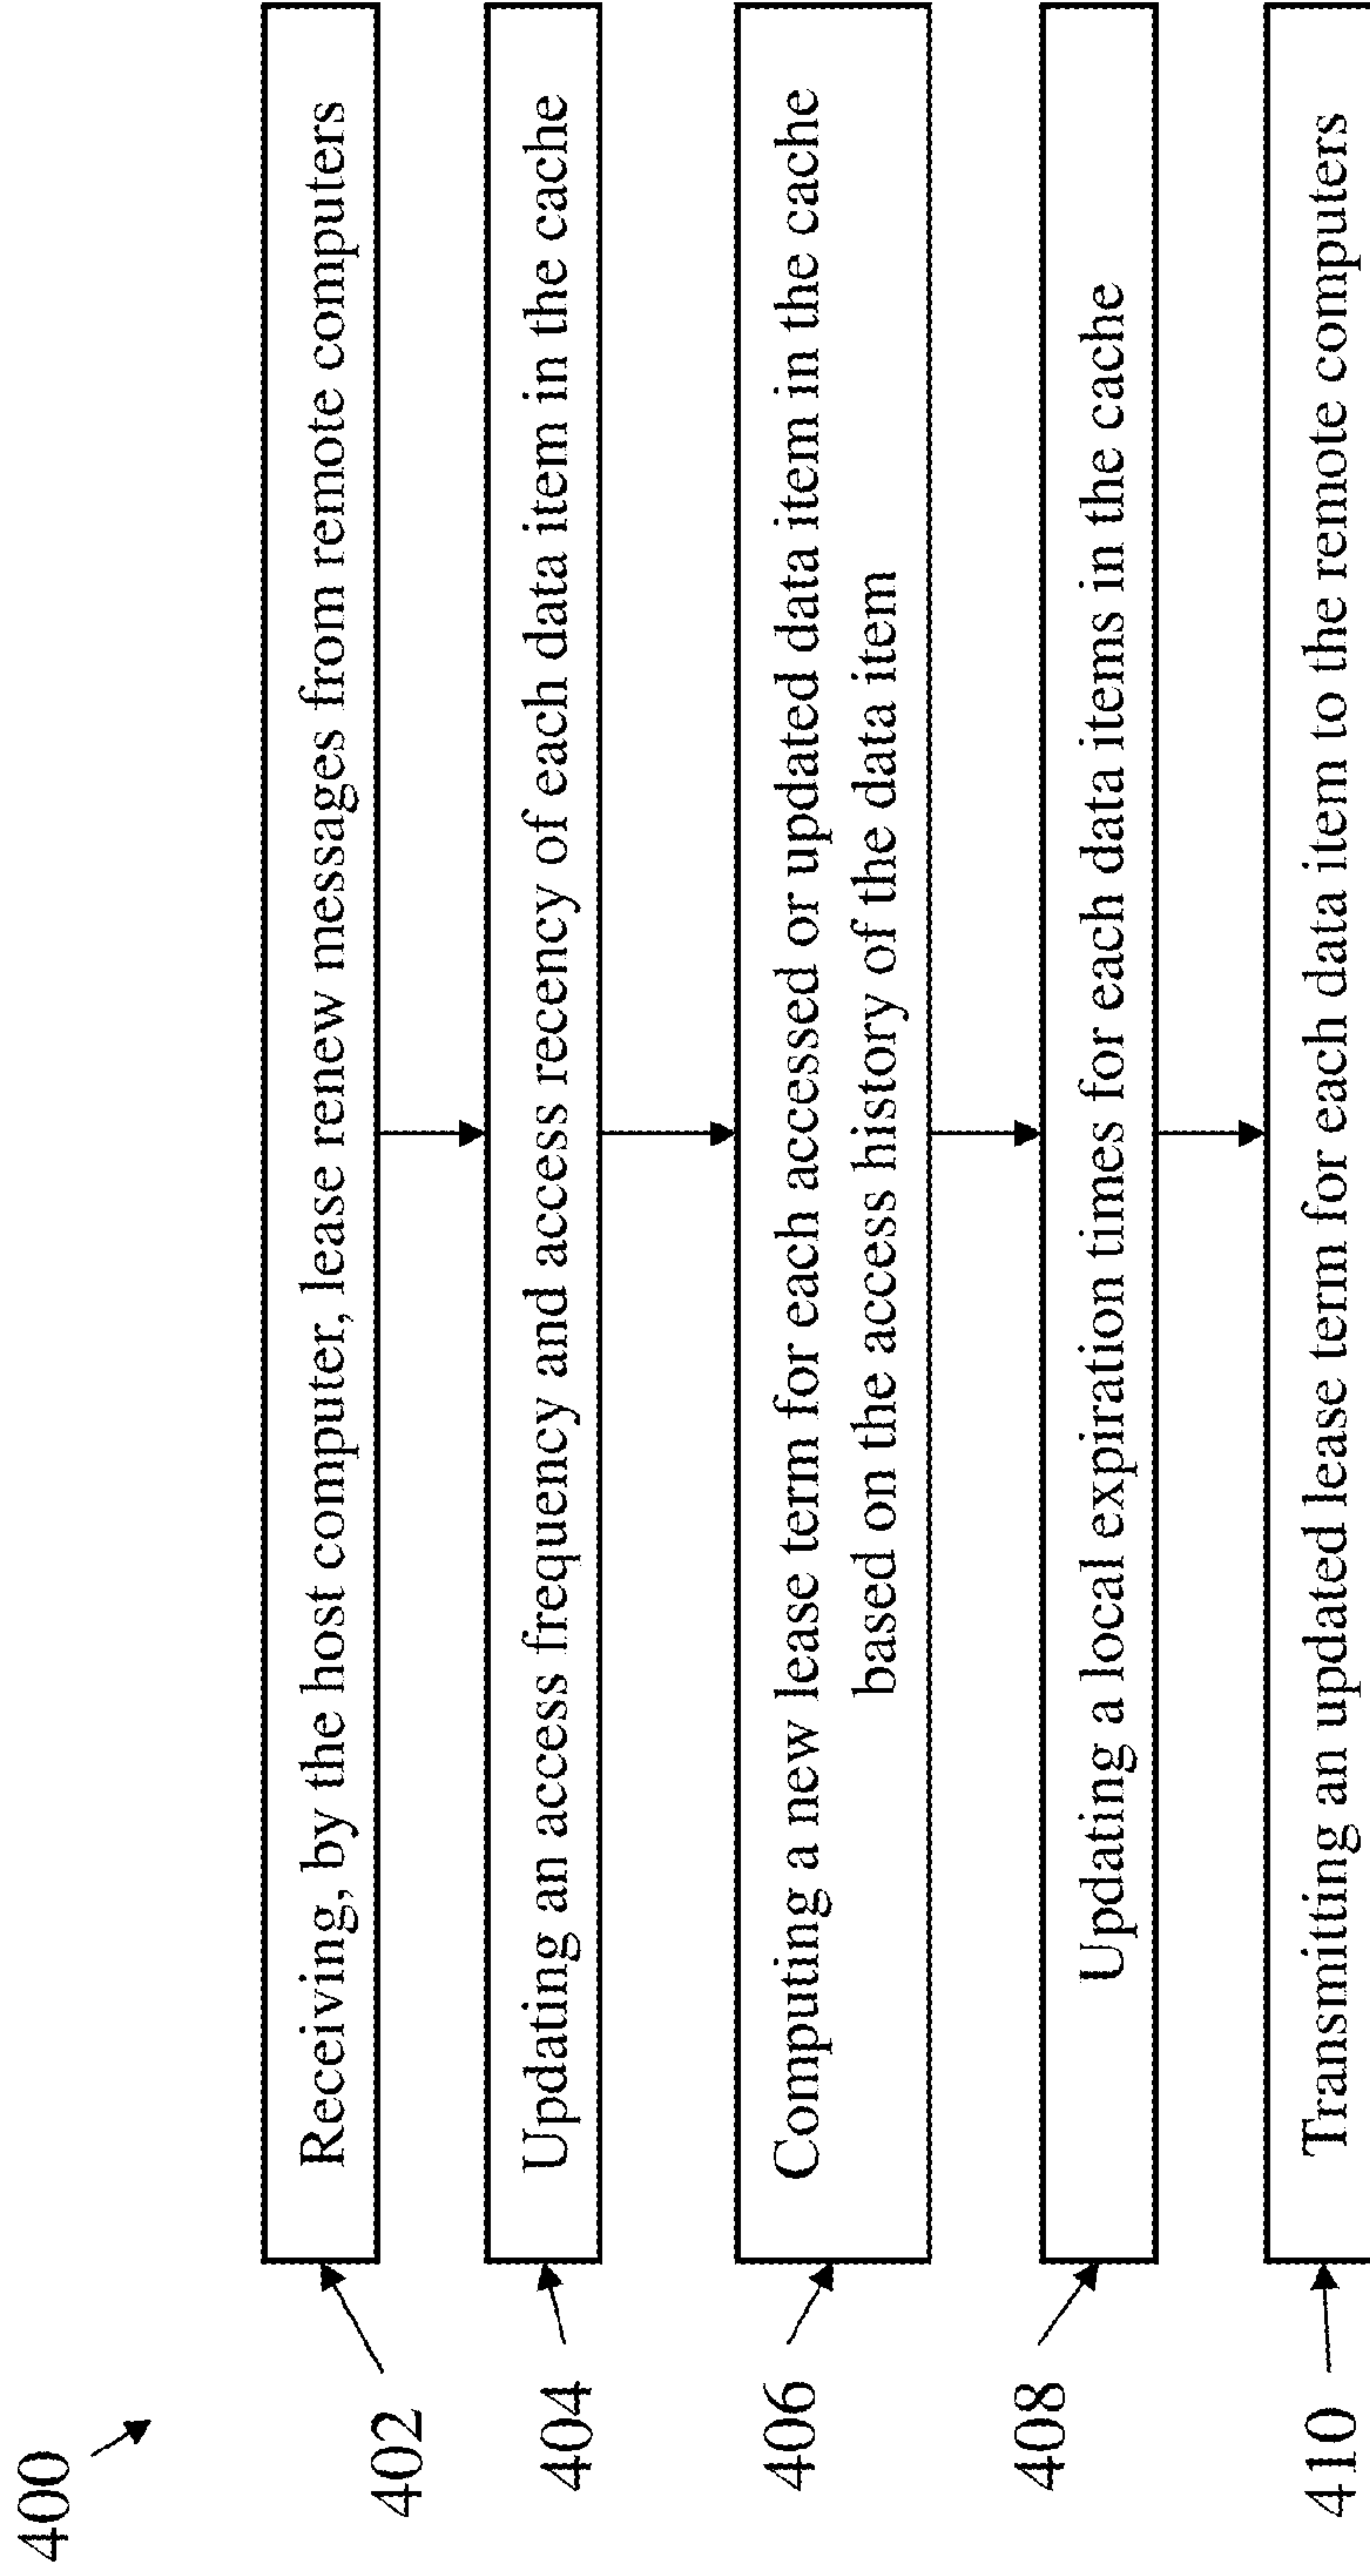 400
402
Receiving, by the host computer, lease renew messages from remote computers
404
Updating an access frequency and access recency of each data item in the cache
406
Computing a new lease term for each accessed or updated data item in the cache
based on the access history of the data item
408
Updating a local expiration times for each data items in the cache
410
Transmitting an updated lease term for each data item to the remote computers